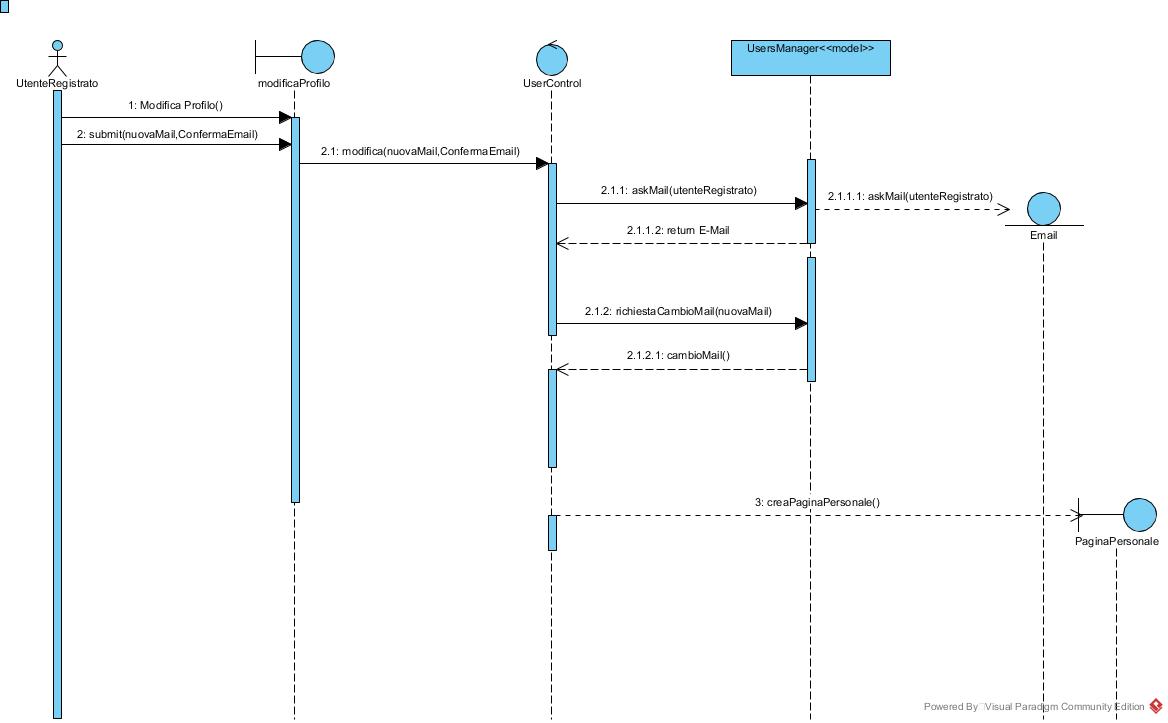 UsersManager<<model>>
UtenteRegistrato
modificaProfilo
UserControl
1: Modifica Profilo()
2: submit(nuovaMail,ConfermaEmail)
2.1: modifica(nuovaMail,ConfermaEmail)
2.1.1: askMail(utenteRegistrato)
2.1.1.1: askMail(utenteRegistrato)
2.1.1.2: return E-Mail
Email
2.1.2: richiestaCambioMail(nuovaMail)
2.1.2.1: cambioMail()
3: creaPaginaPersonale()
PaginaPersonale
Powered By Visual Paradigm Community Edition